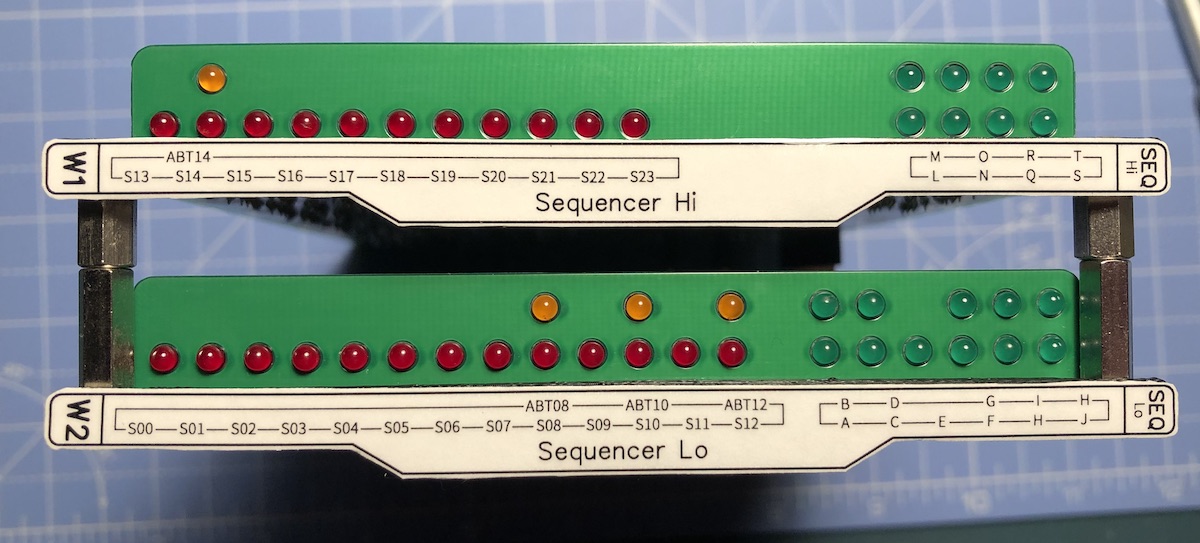 W1
ABT14
M O R T
S13 S14 S15 S16 S17 S18 S19 S20 S21 S22 S23
L N Q S
Sequencer Hi
SEQ
Hi
W2
ABT08 ABT10 ABT12
B D G I H
S00 S01 S02 S03 S04 S05 S06 S07 S08 S09 S10 S11 S12
A C E F H J
Sequencer Lo
SEQ
Lo
10